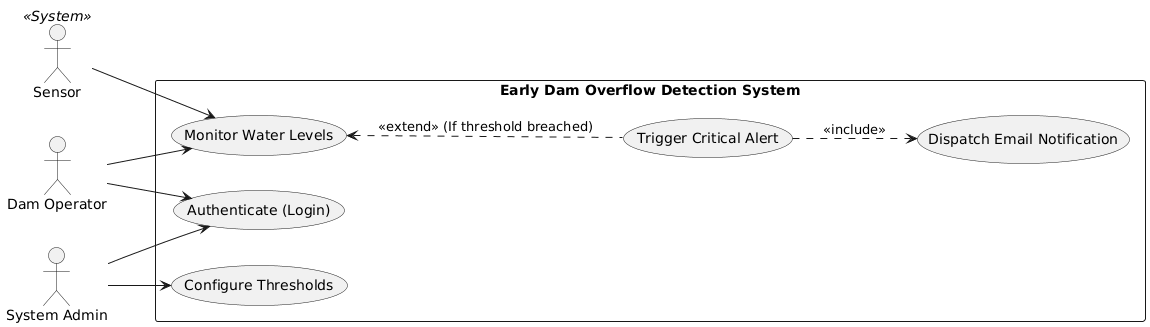 «System»
Sensor
Early Dam Overflow Detection System
Monitor Water Levels
«extend» (If threshold breached)
Trigger Critical Alert
«include»
Dispatch Email Notification
Dam Operator
Authenticate (Login)
System Admin
Configure Thresholds